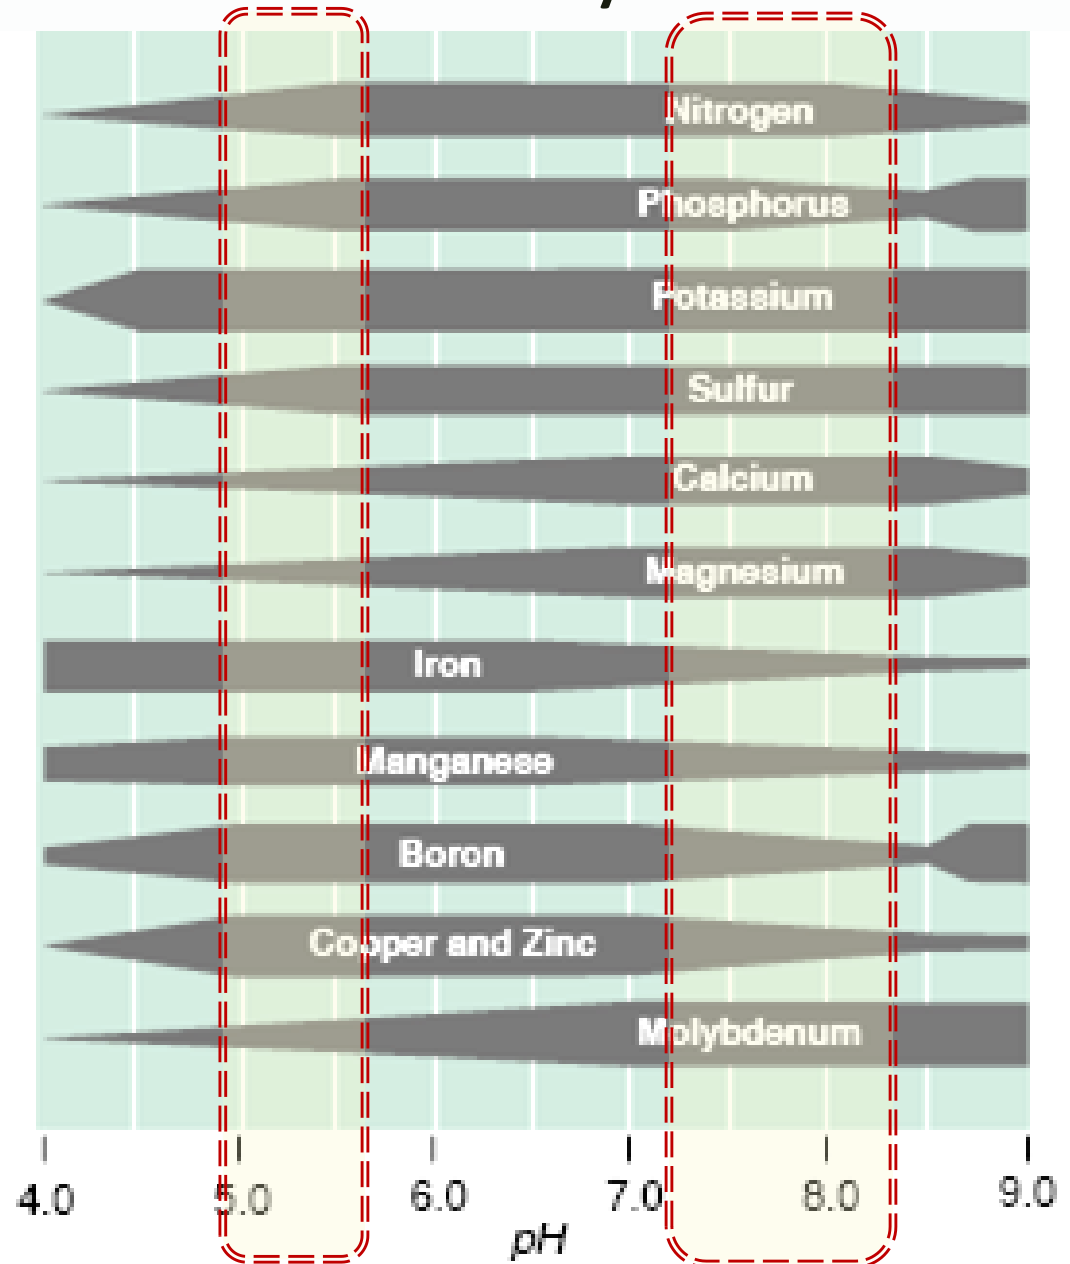 Nitrogen
Phosphorus
Potassium
Sulfur
Calcium
Magnesium
Iron
Manganese
Boron
Copper and Zinc
Molybdenum
4.0 5.0 6.0 7.0 8.0 9.0
pH